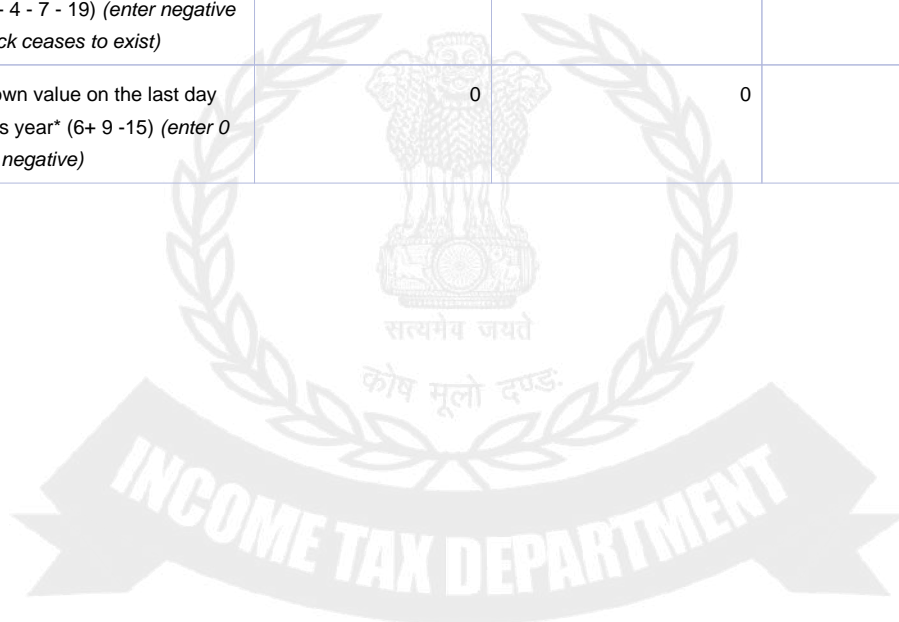 - 4 - 7 - 19) (enter negative
ck ceases to exist)
own value on the last day 0 0
s year* (6+ 9 -15) (enter 0
negative)
सत्यमेव जयते
कोष मूलो दण्डः
INCOME TAX DEPARTMENT